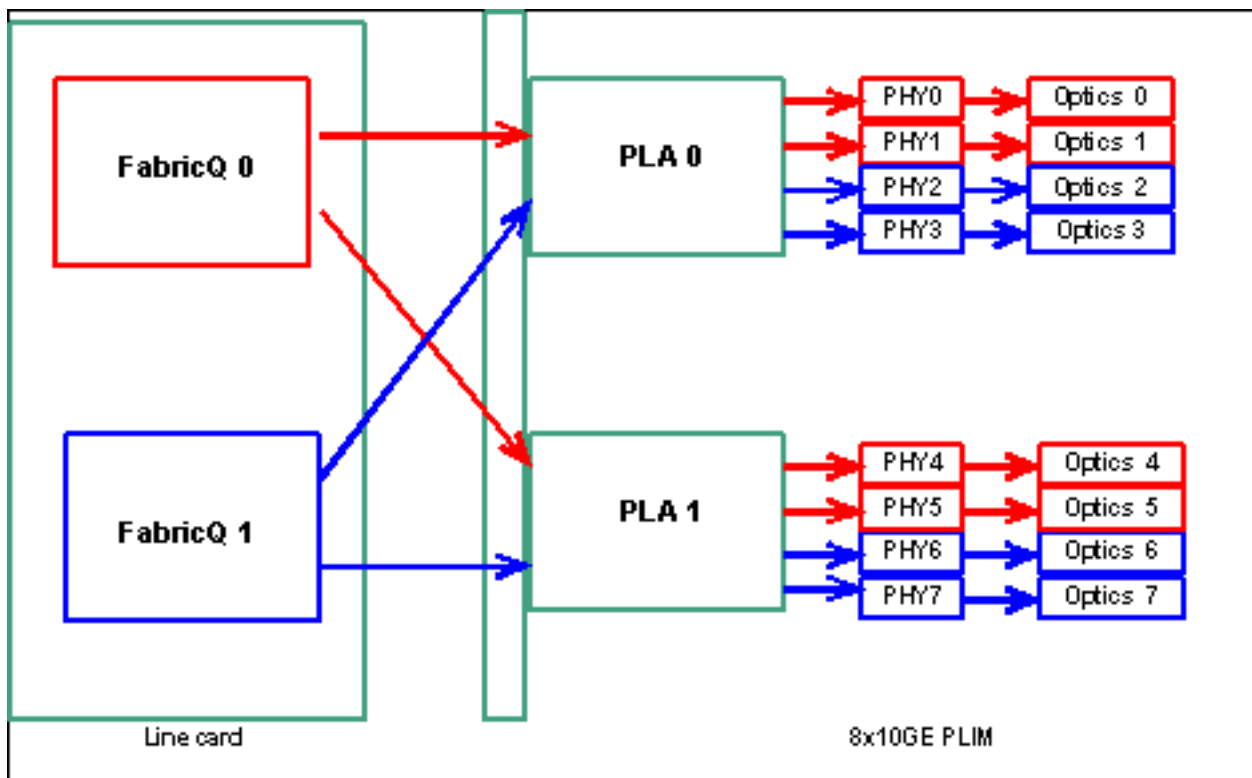 FabricQ 0
PLA 0
PHY0
Optics 0
PHY1
Optics 1
PHY2
Optics 2
PHY3
Optics 3
FabricQ 1
PLA 1
PHY4
Optics 4
PHY5
Optics 5
PHY6
Optics 6
PHY7
Optics 7
Line card
8x10GE PLIM